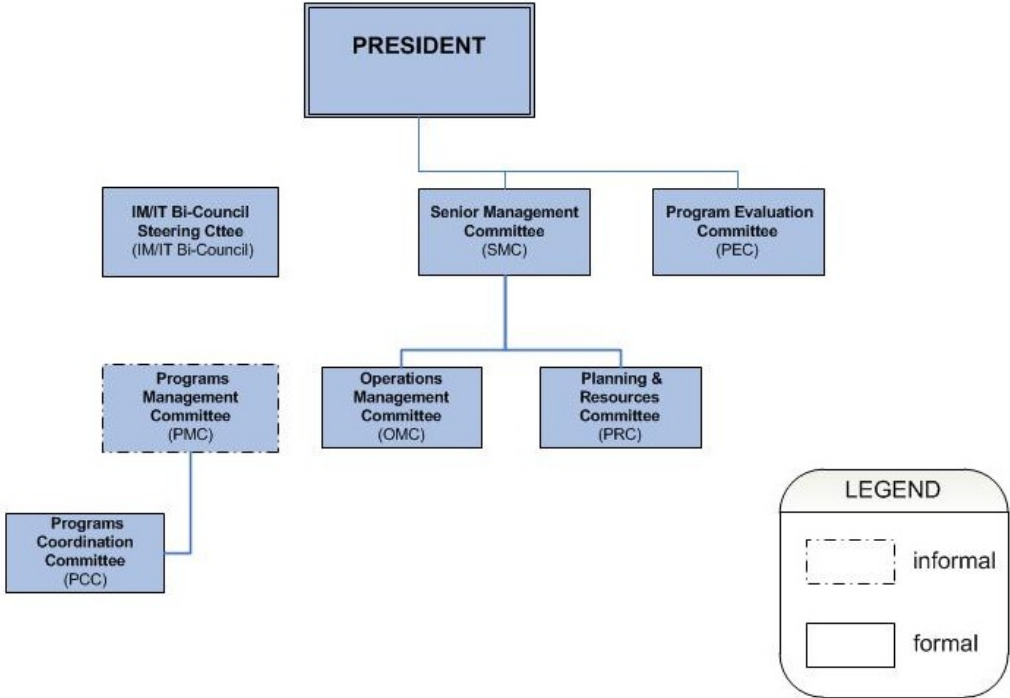 PRESIDENT
IM/IT Bi-Council
Steering Cttee
(IM/IT Bi-Council)
Senior Management
Committee
(SMC)
Program Evaluation
Committee
(PEC)
Programs
Management
Committee
(PMC)
Operations
Management
Committee
(OMC)
Planning &
Resources
Committee
(PRC)
Programs
Coordination
Committee
(PCC)
LEGEND
informal
formal